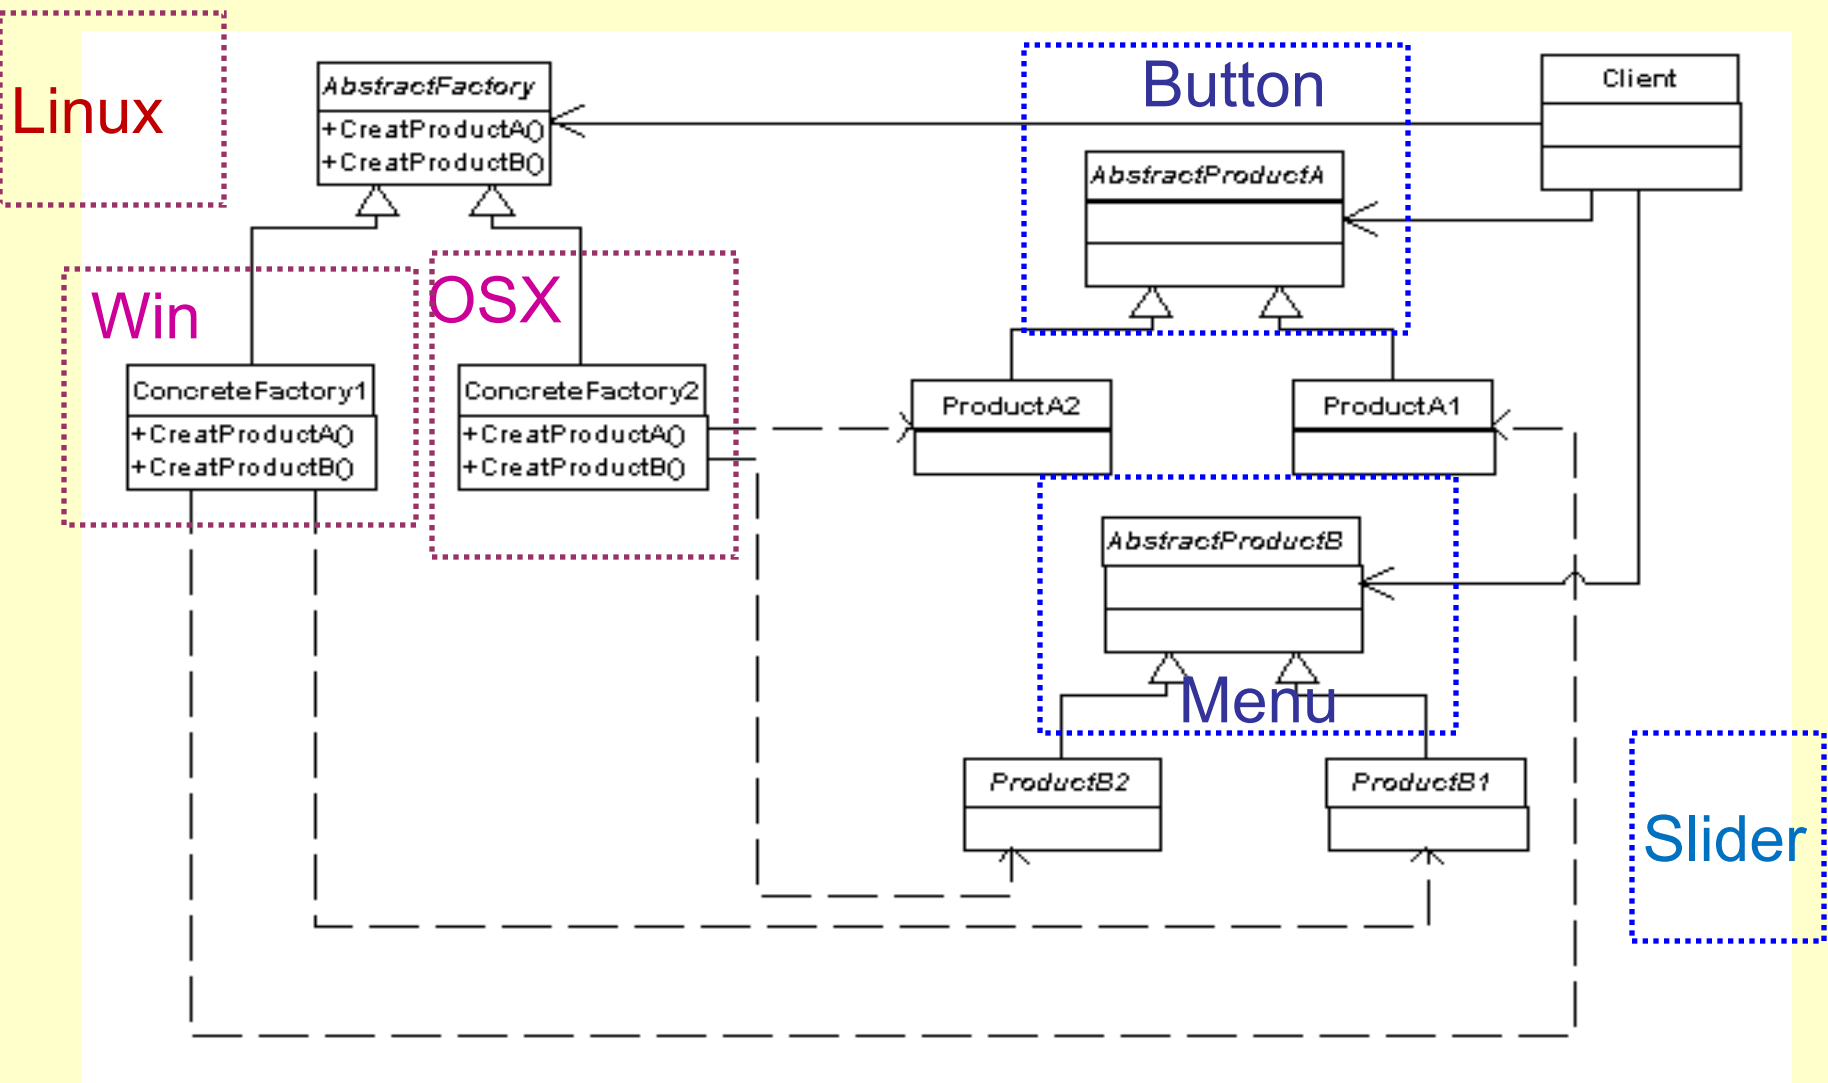 Linux
AbstractFactory
+CreatProductA()
+CreatProductB()
Button
Client
AbstractProductA
Win
OSX
ConcreteFactory1
+CreatProductA()
+CreatProductB()
ConcreteFactory2
+CreatProductA()
+CreatProductB()
ProductA2
ProductA1
AbstractProductB
Menu
ProductB2
ProductB1
Slider